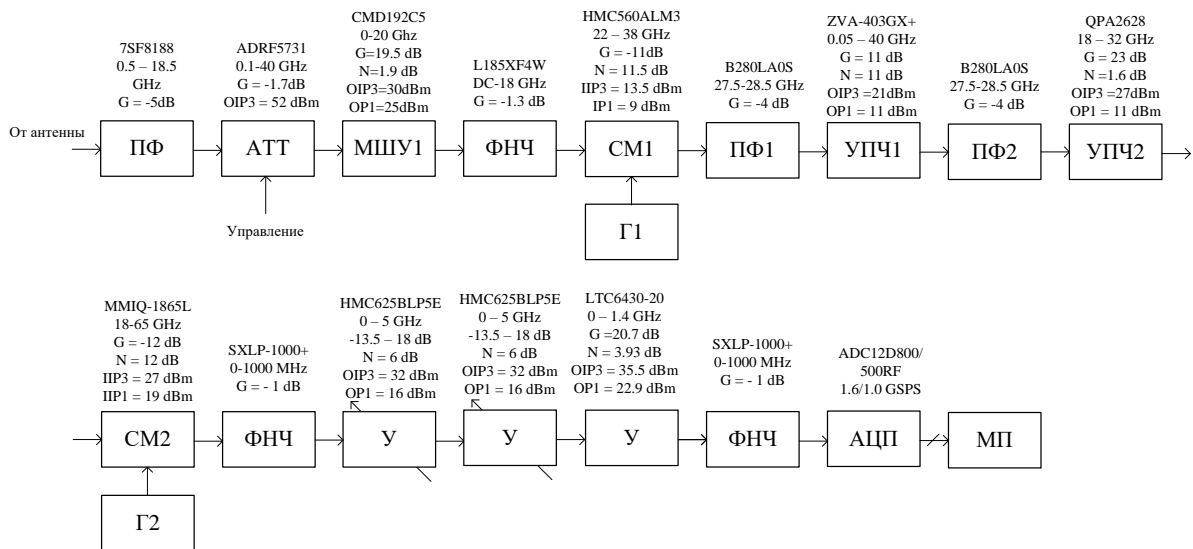 7SF8188
0.5 – 18.5
GHz
G = -5dB
ADRF5731
0.1-40 GHz
G = -1.7dB
OIP3 = 52 dBm
CMD192C5
0-20 Ghz
G=19.5 dB
N=1.9 dB
OIP3=30dBm
OP1=25dBm
L185XF4W
DC-18 GHz
G = -1.3 dB
HMC560ALM3
22 – 38 GHz
G = -11dB
N = 11.5 dB
IIP3 = 13.5 dBm
IP1 = 9 dBm
B280LA0S
27.5-28.5 GHz
G = -4 dB
ZVA-403GX+
0.05 – 40 GHz
G = 11 dB
N = 11 dB
OIP3 =21dBm
OP1 = 11 dBm
B280LA0S
27.5-28.5 GHz
G = -4 dB
QPA2628
18 – 32 GHz
G = 23 dB
N =1.6 dB
OIP3 =27dBm
OP1 = 11 dBm
От антенны
ПФ
АТТ
МШУ1
ФНЧ
СМ1
ПФ1
УПЧ1
ПФ2
УПЧ2
Управление
Г1
MMIQ-1865L
18-65 GHz
G = -12 dB
N = 12 dB
IIP3 = 27 dBm
IIP1 = 19 dBm
SXLP-1000+
0-1000 MHz
G = - 1 dB
HMC625BLP5E
0 – 5 GHz
-13.5 – 18 dB
N = 6 dB
OIP3 = 32 dBm
OP1 = 16 dBm
HMC625BLP5E
0 – 5 GHz
-13.5 – 18 dB
N = 6 dB
OIP3 = 32 dBm
OP1 = 16 dBm
LTC6430-20
0 – 1.4 GHz
G =20.7 dB
N = 3.93 dB
OIP3 = 35.5 dBm
OP1 = 22.9 dBm
SXLP-1000+
0-1000 MHz
G = - 1 dB
ADC12D800/
500RF
1.6/1.0 GSPS
СМ2
ФНЧ
У
У
У
ФНЧ
АЦП
МП
Г2